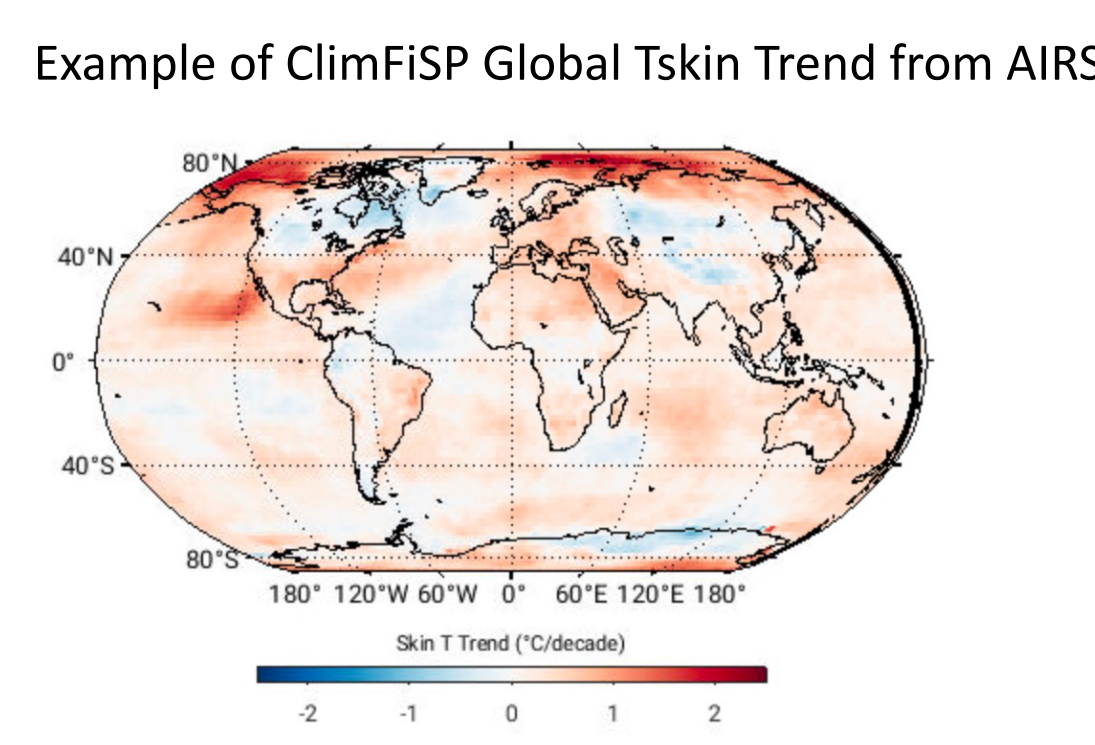 Example of ClimFiSP Global Tskin Trend from AIRS
80°N
40°N
0°
40°S
80°S
180° 120°W 60°W 0° 60°E 120°E 180°
Skin T Trend (°C/decade)
-2 -1 0 1 2